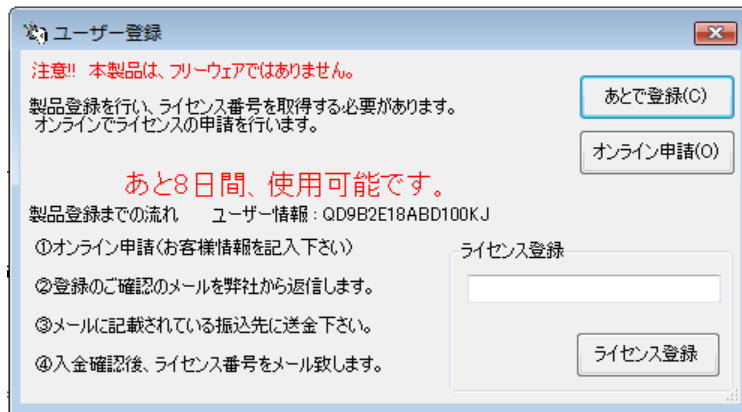 ユーザー登録
注意!! 本製品は、フリーウェアではありません。
製品登録を行い、ライセンス番号を取得する必要があります。
オンラインでライセンスの申請を行います。
あとで登録(C)
オンライン申請(O)
あと8日間、使用可能です。
製品登録までの流れ ユーザー情報:QD9B2E18ABD100KJ
①オンライン申請(お客様情報を記入下さい)
②登録のご確認のメールを弊社から返信します。
③メールに記載されている振込先に送金下さい。
④入金確認後、ライセンス番号をメール致します。
ライセンス登録
ライセンス登録